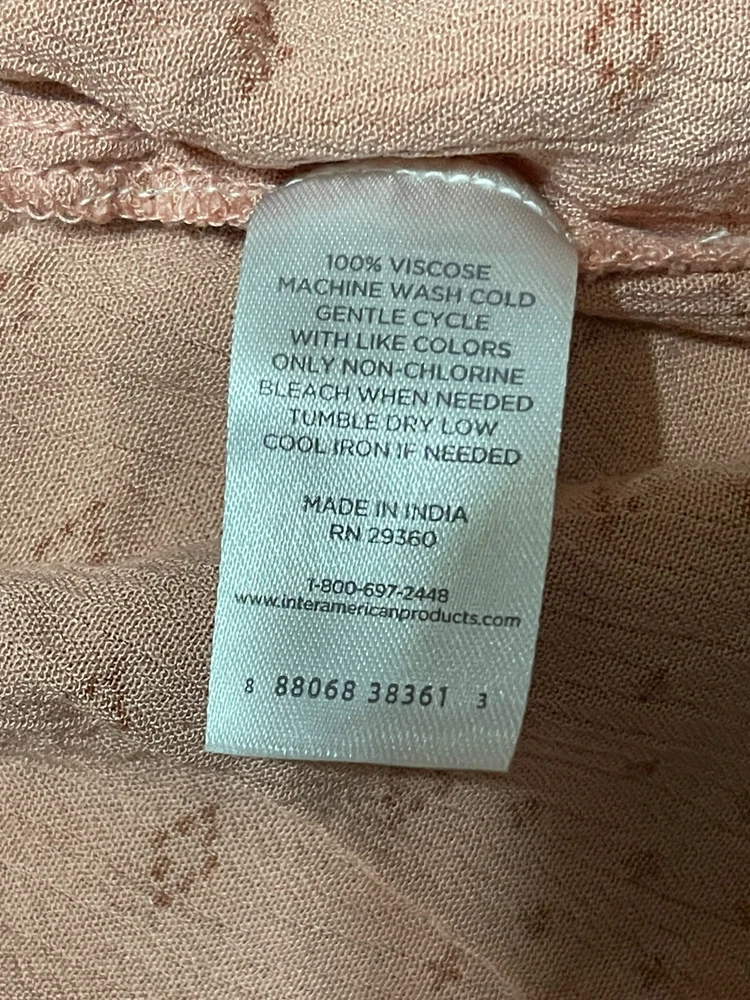 100% VISCOSE
MACHINE WASH COLD
GENTLE CYCLE
WITH LIKE COLORS
ONLY NON-CHLORINE
BLEACH WHEN NEEDED
TUMBLE DRY LOW
COOL IRON IF NEEDED
MADE IN INDIA
RN 29360
1-800-697-2448
www.interamericanproducts.com
8 88068 38361 3